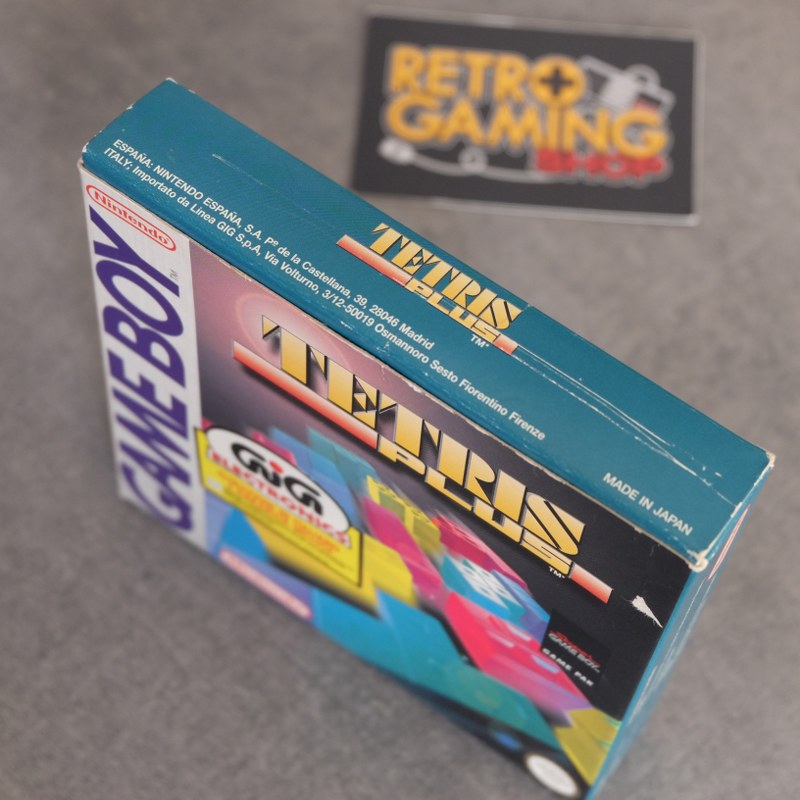 RETRO
GAMING
SHOP
ESPAÑA: NINTENDO ESPAÑA, S.A. Pº de la Castellana, 39, 28046 Madrid
ITALY: Importato da Linea GIG S.p.A, Via Volturno, 3/12-50019 Osmannoro Sesto Fiorentino Firenze
TETRIS
PLUS
TM*
MADE IN JAPAN
Nintendo
GAME BOY
TM
TETRIS
PLUS
TM*
GiG
ELECTRONICS
GAME BOY
GAME PAK